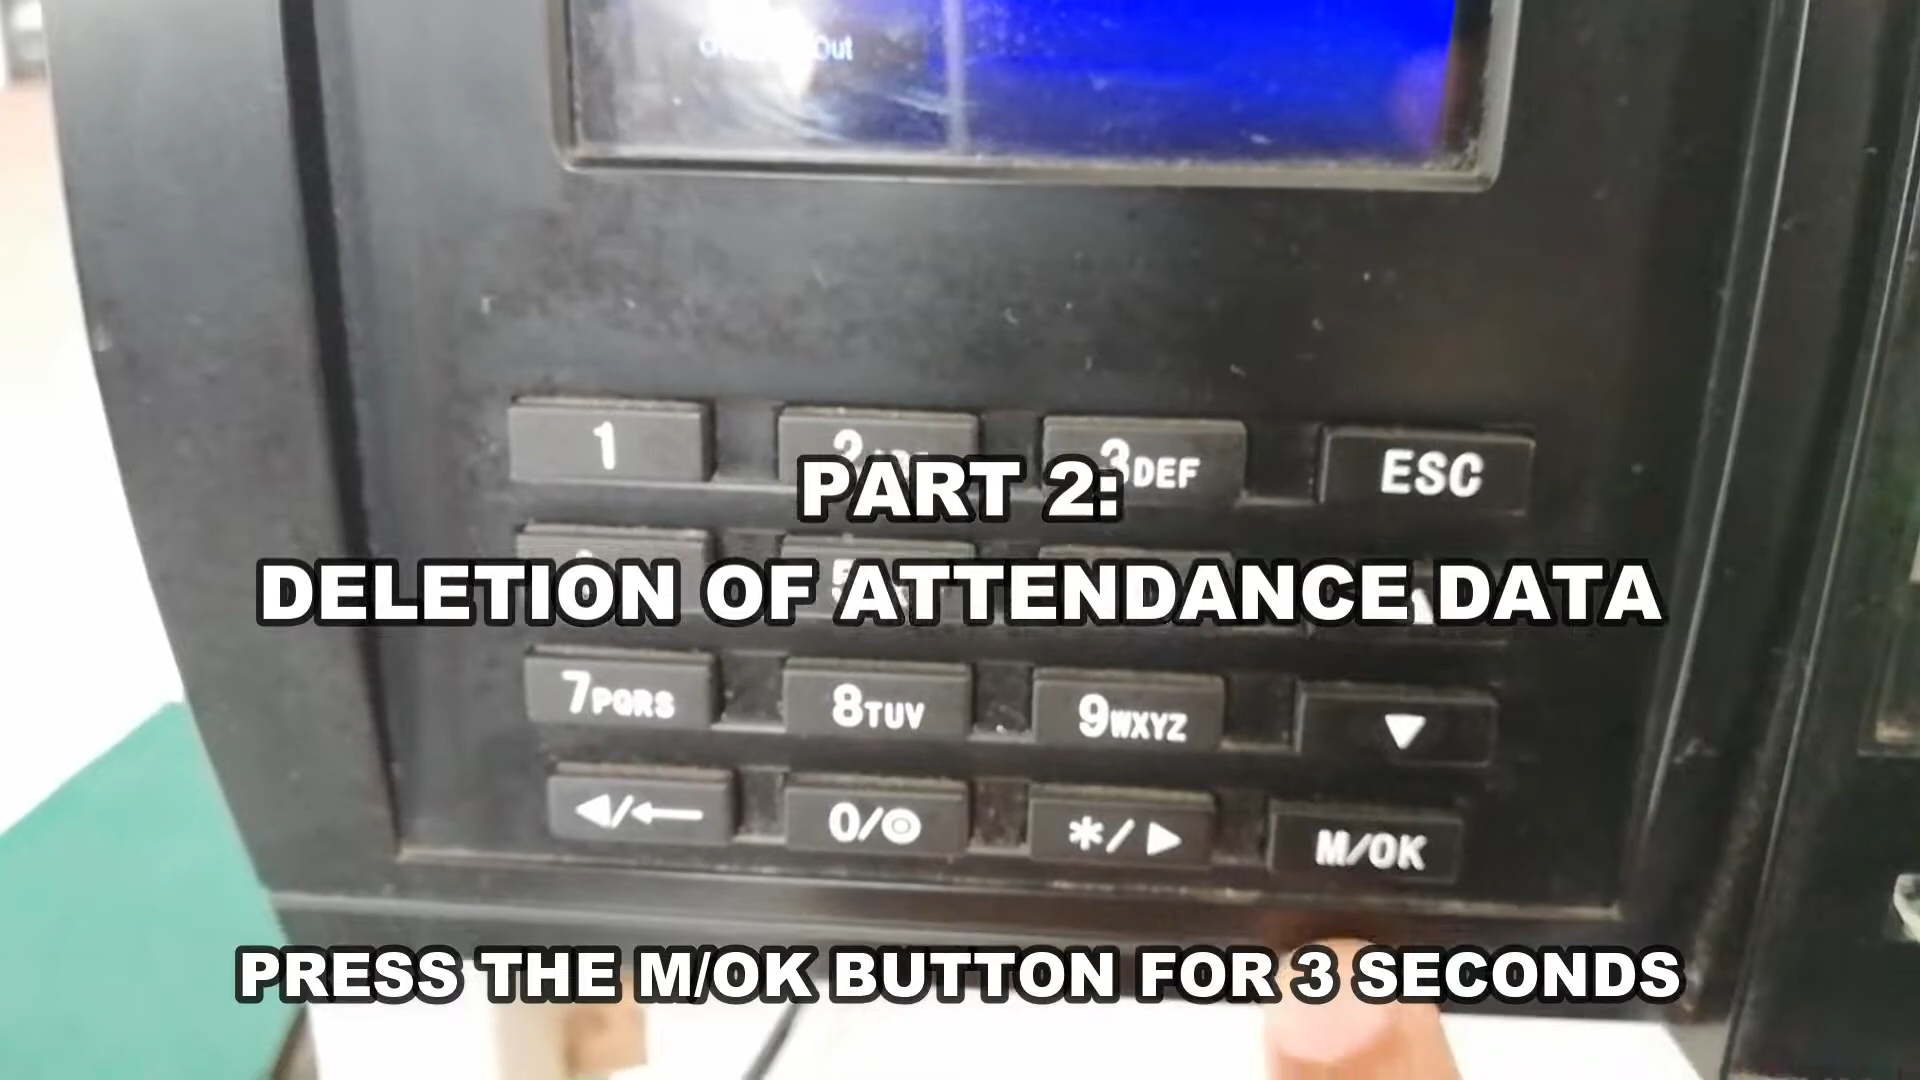 Out
1 3DEF ESC
PART 2:
DELETION OF ATTENDANCE DATA
7PQRS 8TUV 9WXYZ ▼
◀/← 0/◎ */▶ M/OK
PRESS THE M/OK BUTTON FOR 3 SECONDS